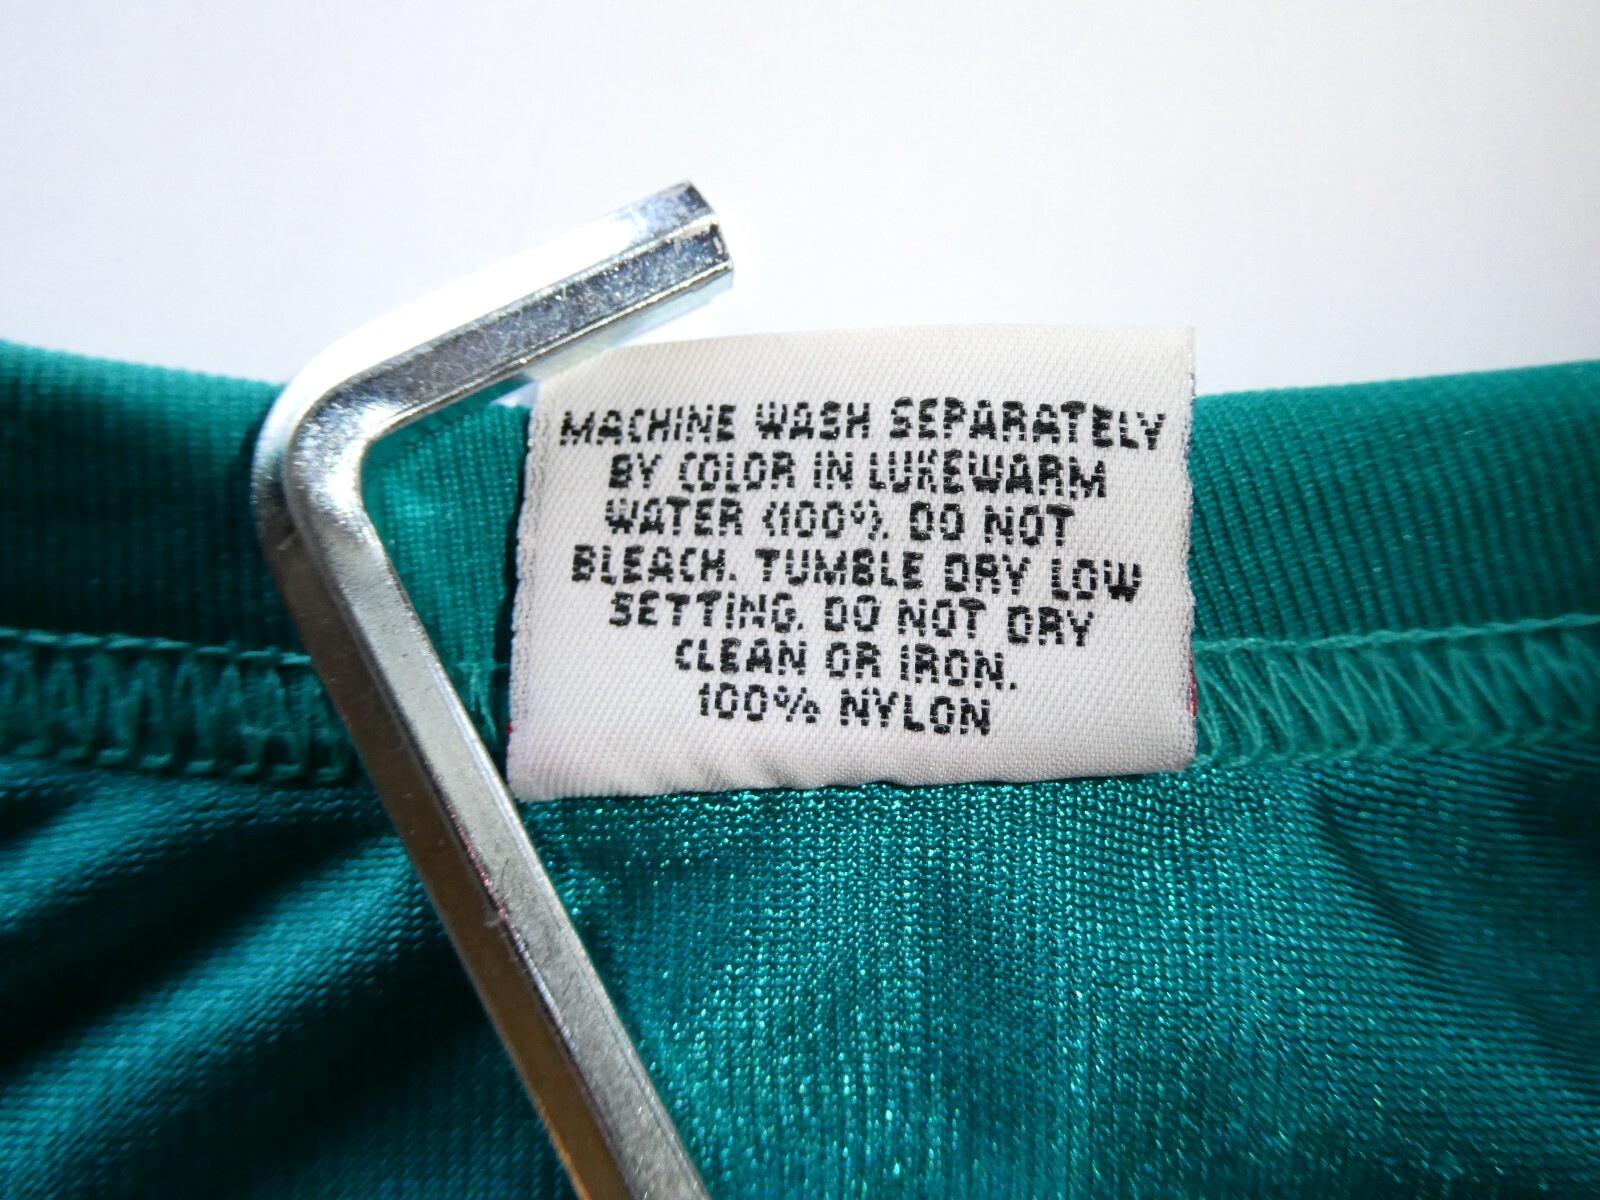 MACHINE WASH SEPARATELY
BY COLOR IN LUKEWARM
WATER (100°). DO NOT
BLEACH. TUMBLE DRY LOW
SETTING. DO NOT DRY
CLEAN OR IRON.
100% NYLON